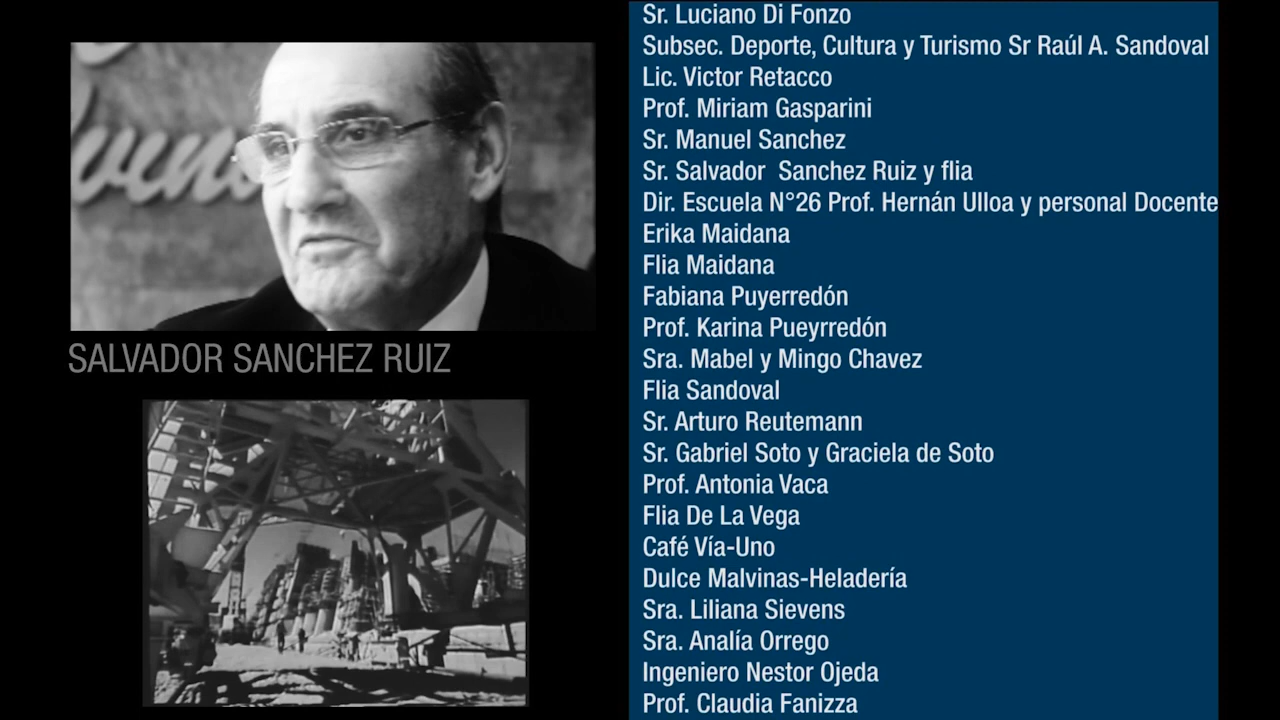 SALVADOR SANCHEZ RUIZ
Sr. Luciano Di Fonzo
Subsec. Deporte, Cultura y Turismo Sr Raúl A. Sandoval
Lic. Victor Retacco
Prof. Miriam Gasparini
Sr. Manuel Sanchez
Sr. Salvador  Sanchez Ruiz y flia
Dir. Escuela N°26 Prof. Hernán Ulloa y personal Docente
Erika Maidana
Flia Maidana
Fabiana Puyerredón
Prof. Karina Pueyrredón
Sra. Mabel y Mingo Chavez
Flia Sandoval
Sr. Arturo Reutemann
Sr. Gabriel Soto y Graciela de Soto
Prof. Antonia Vaca
Flia De La Vega
Café Vía-Uno
Dulce Malvinas-Heladería
Sra. Liliana Sievens
Sra. Analía Orrego
Ingeniero Nestor Ojeda
Prof. Claudia Fanizza